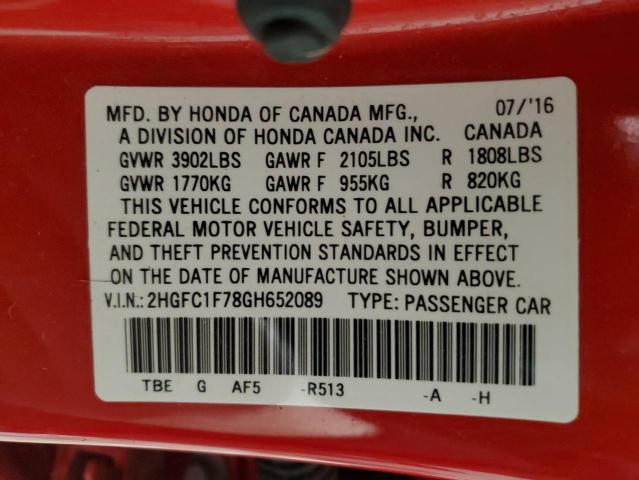 MFD. BY HONDA OF CANADA MFG., 07/'16
A DIVISION OF HONDA CANADA INC. CANADA
GVWR 3902LBS GAWR F 2105LBS R 1808LBS
GVWR 1770KG GAWR F 955KG R 820KG
THIS VEHICLE CONFORMS TO ALL APPLICABLE
FEDERAL MOTOR VEHICLE SAFETY, BUMPER,
AND THEFT PREVENTION STANDARDS IN EFFECT
ON THE DATE OF MANUFACTURE SHOWN ABOVE.
V.I.N.: 2HGFC1F78GH652089 TYPE: PASSENGER CAR
TBE G AF5 -R513 -A -H